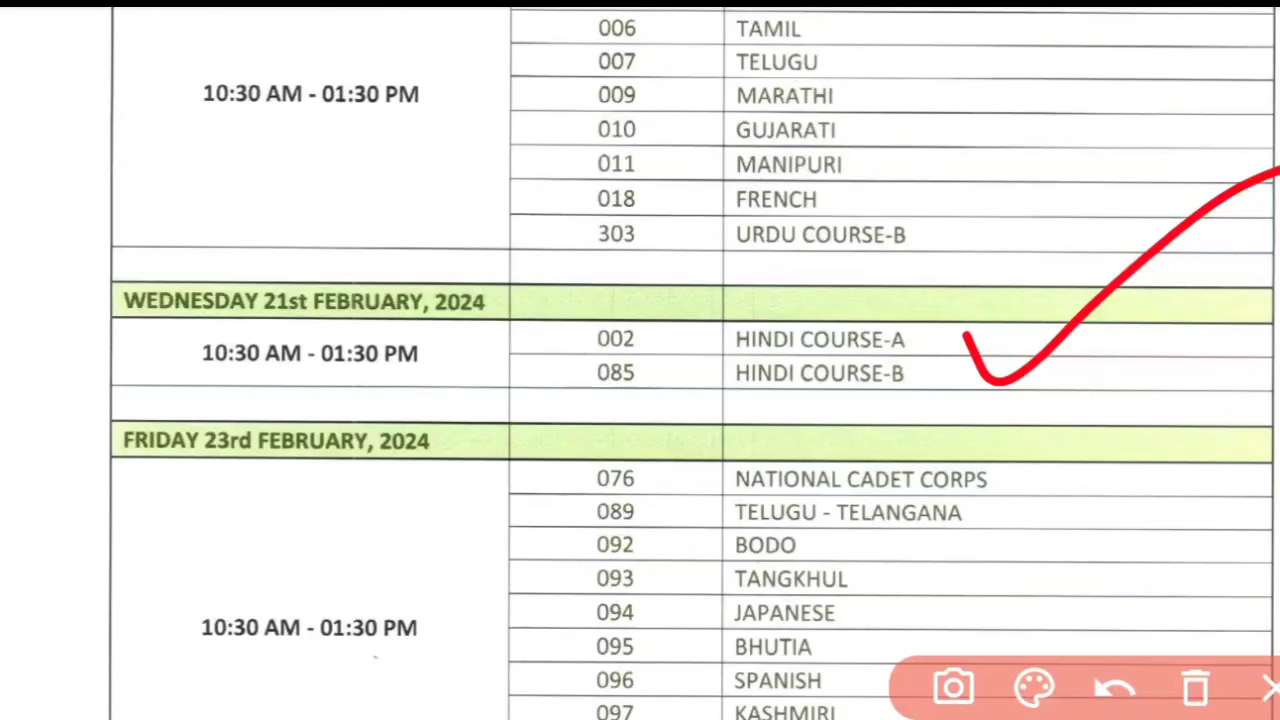 006 TAMIL
007 TELUGU
10:30 AM - 01:30 PM 009 MARATHI
010 GUJARATI
011 MANIPURI
018 FRENCH
303 URDU COURSE-B
WEDNESDAY 21st FEBRUARY, 2024
10:30 AM - 01:30 PM
002 HINDI COURSE-A
085 HINDI COURSE-B
FRIDAY 23rd FEBRUARY, 2024
076 NATIONAL CADET CORPS
089 TELUGU - TELANGANA
092 BODO
093 TANGKHUL
094 JAPANESE
10:30 AM - 01:30 PM
095 BHUTIA
096 SPANISH
097 KASHMIRI